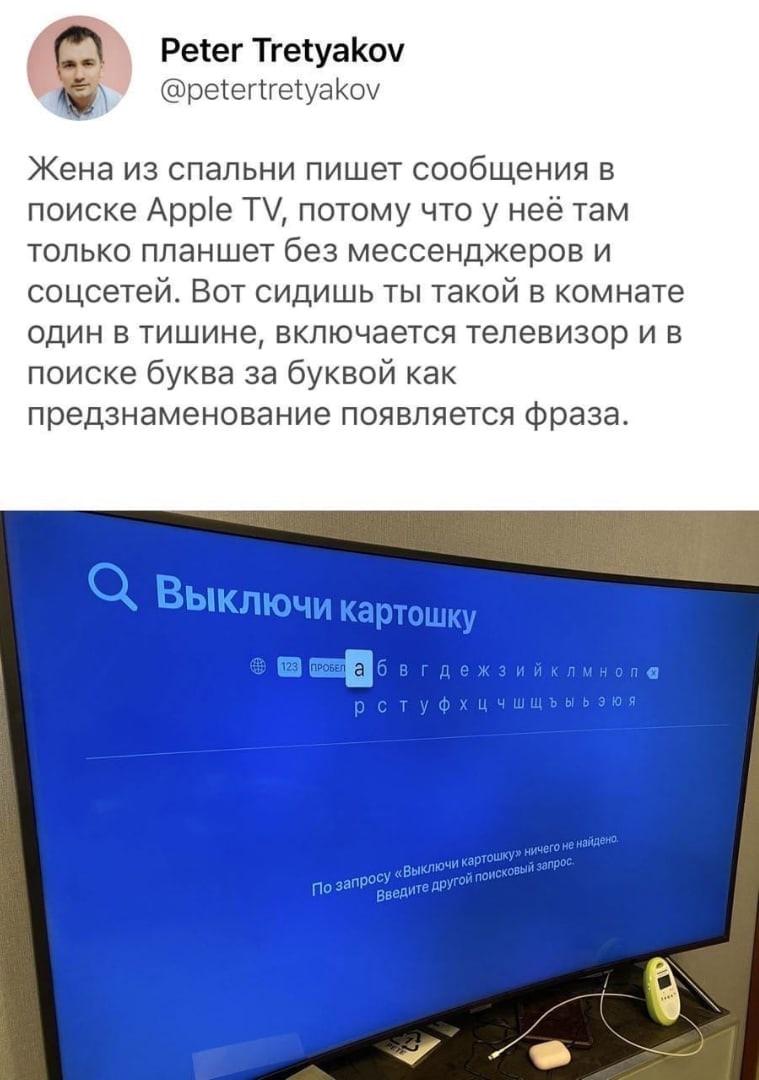 Peter Tretyakov
@petertretyakov
Жена из спальни пишет сообщения в
поиске Apple TV, потому что у неё там
только планшет без мессенджеров и
соцсетей. Вот сидишь ты такой в комнате
один в тишине, включается телевизор и в
поиске буква за буквой как
предзнаменование появляется фраза.
Выключи картошку
123 ПРОБЕЛ а б в г д е ж з и й к л м н о п
р с т у ф х ц ч ш щ ъ ы ь э ю я
По запросу «Выключи картошку» ничего не найдено.
Введите другой поисковый запрос.